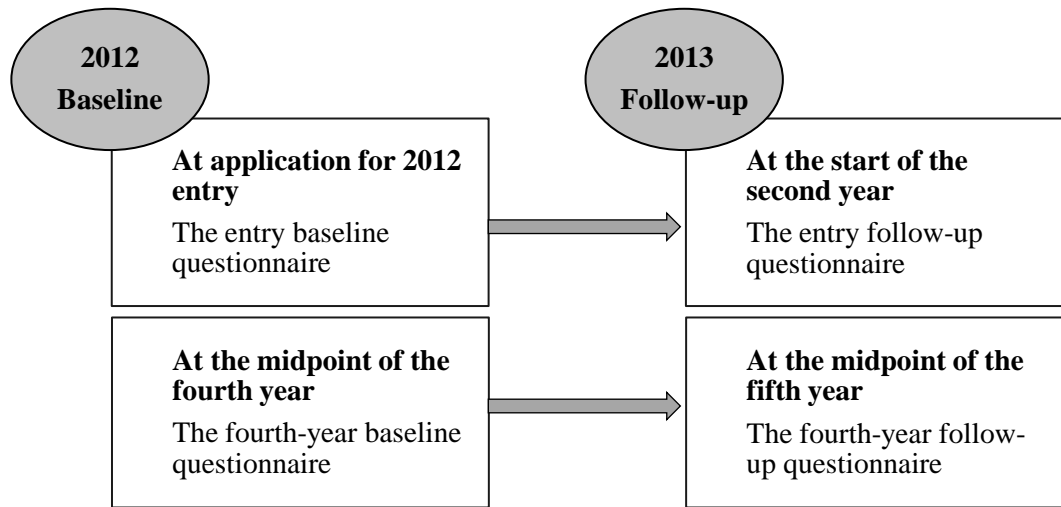 2012
Baseline
2013
Follow-up
At application for 2012
entry
The entry baseline
questionnaire
At the start of the
second year
The entry follow-up
questionnaire
At the midpoint of the
fourth year
The fourth-year baseline
questionnaire
At the midpoint of the
fifth year
The fourth-year follow-
up questionnaire